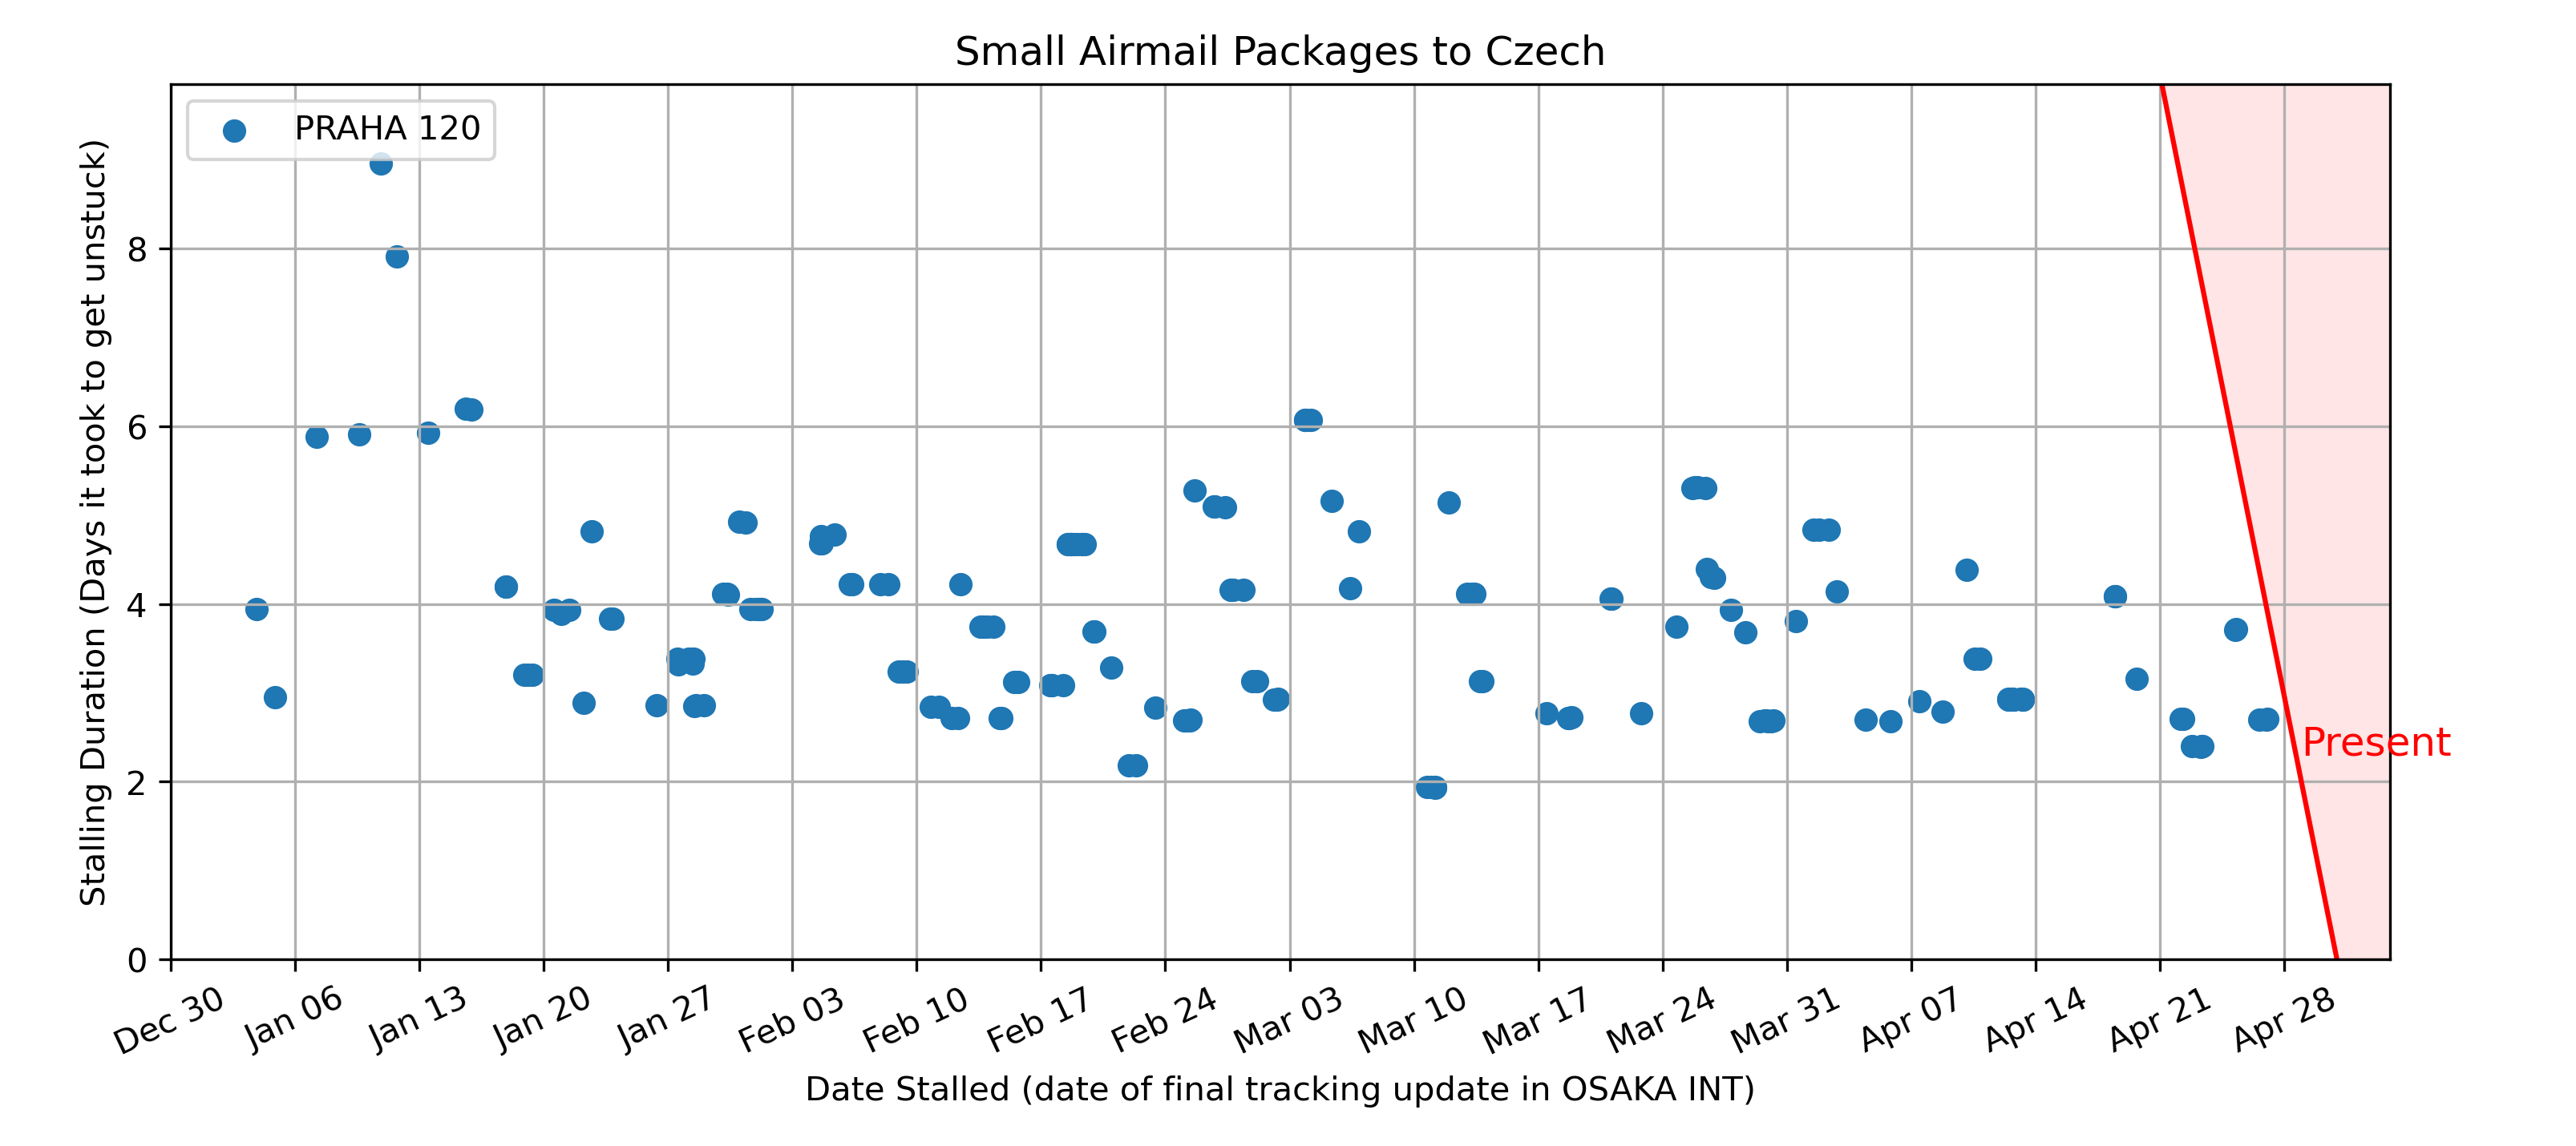 Small Airmail Packages to Czech
PRAHA 120
Stalling Duration (Days it took to get unstuck)
8
6
4
2
0
Present
Dec 30
Jan 06
Jan 13
Jan 20
Jan 27
Feb 03
Feb 10
Feb 17
Feb 24
Mar 03
Mar 10
Mar 17
Mar 24
Mar 31
Apr 07
Apr 14
Apr 21
Apr 28
Date Stalled (date of final tracking update in OSAKA INT)